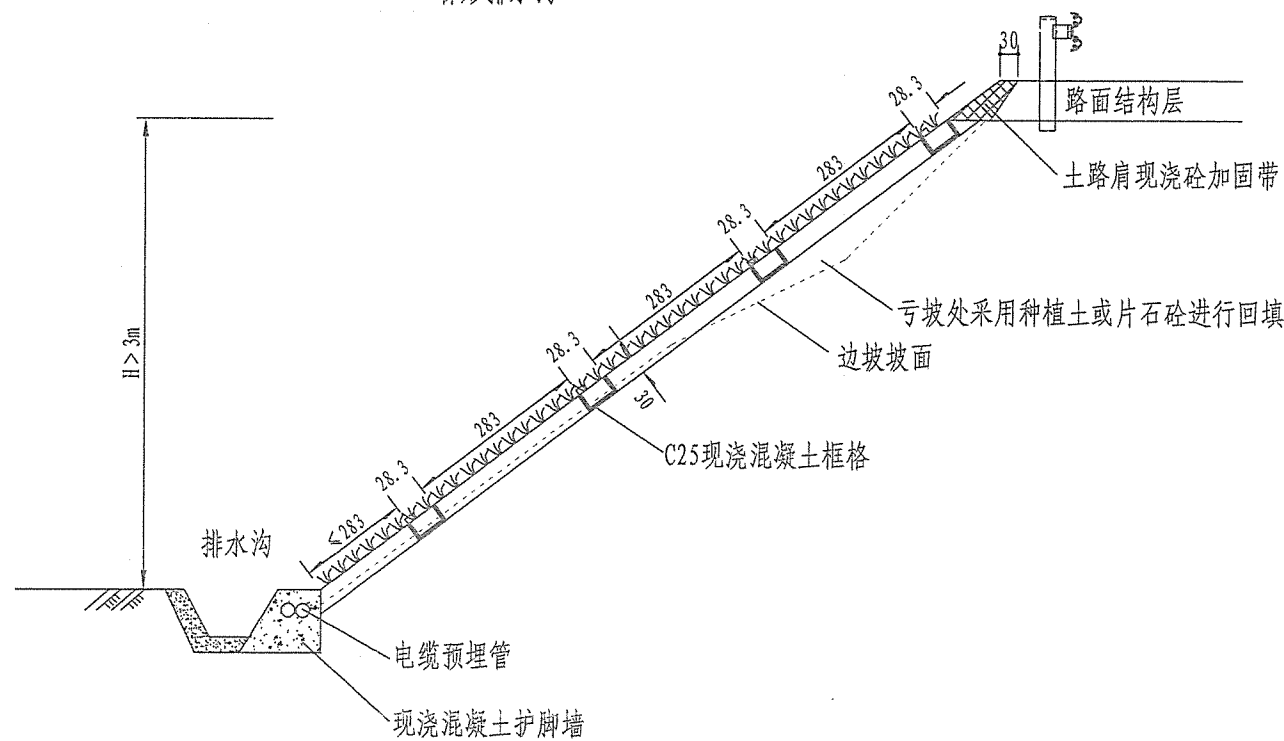 30
路面结构层
28.3
土路肩现浇砼加固带
283
28.3
亏坡处采用种植土或片石砼进行回填
283
边坡坡面
28.3
30
H>3m
283
C25现浇混凝土框格
28.3
≤283
排水沟
电缆预埋管
现浇混凝土护脚墙